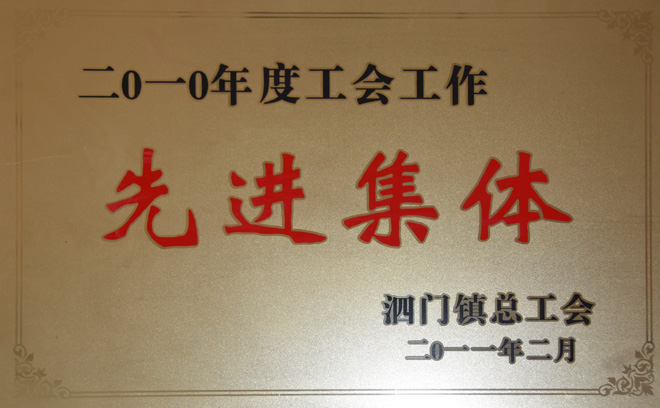 二0一0年度工会工作
先进集体
泗门镇总工会
二0一一年二月